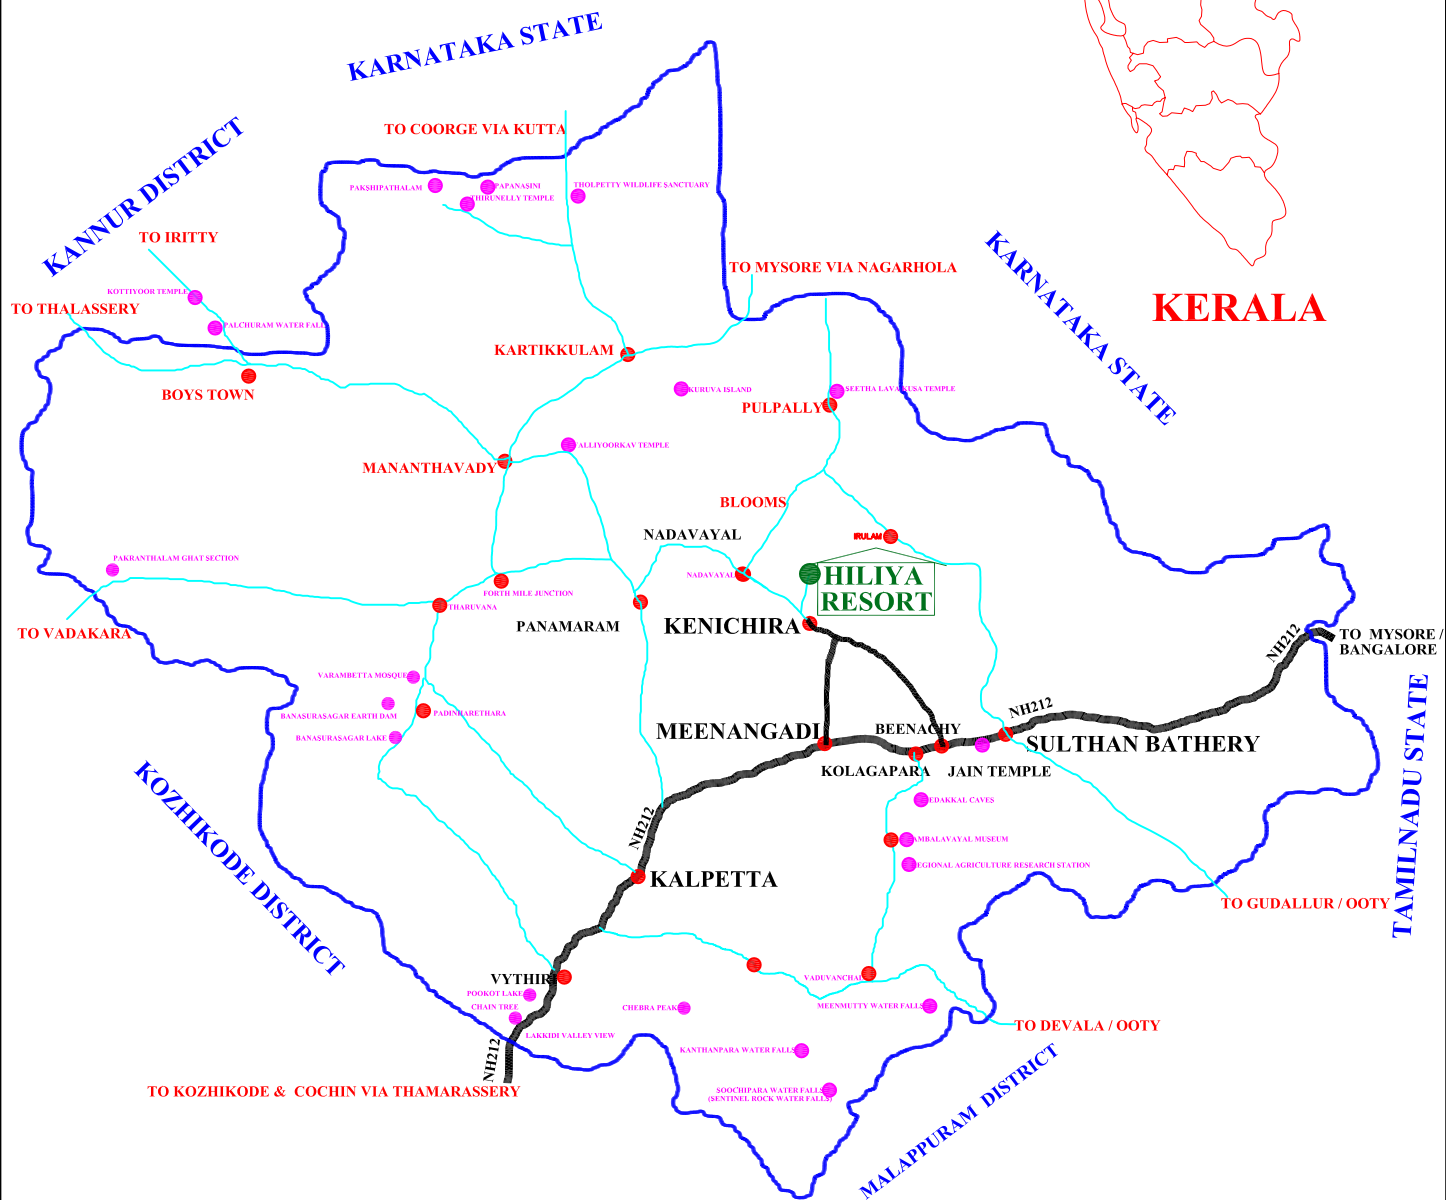 KARNATAKA STATE
TO COORGE VIA KUTTA
KANNUR DISTRICT
PAKSHIPATHALAM
PAPANASINI
THIRUNELLY TEMPLE
THOLPETTY WILDLIFE SANCTUARY
TO IRITTY
KARNATAKA STATE
TO MYSORE VIA NAGARHOLA
KERALA
KOTTIYOOR TEMPLE
TO THALASSERY
PALCHURAM WATER FALL
KARTIKKULAM
BOYS TOWN
KURUVA ISLAND
SEETHA LAVA KUSA TEMPLE
PULPALLY
ALLIYOORKAV TEMPLE
MANANTHAVADY
BLOOMS
NADAVAYAL
IRULAM
PAKRANTHALAM GHAT SECTION
NADAVAYAL
HILIYA
RESORT
FORTH MILE JUNCTION
THARUVANA
PANAMARAM
KENICHIRA
TO VADAKARA
NH212
TO MYSORE /
BANGALORE
VARAMBETTA MOSQUE
BANASURASAGAR EARTH DAM
PADINHARETHARA
BANASURASAGAR LAKE
MEENANGADI
BEENACHY
NH212
SULTHAN BATHERY
KOLAGAPARA
JAIN TEMPLE
TAMILNADU STATE
KOZHIKODE DISTRICT
EDAKKAL CAVES
NH212
AMBALAVAYAL MUSEUM
EGIONAL AGRICULTURE RESEARCH STATION
KALPETTA
TO GUDALLUR / OOTY
VYTHIRI
VADUVANCHAL
POOKOT LAKE
CHAIN TREE
CHEBRA PEAK
MEENMUTTY WATER FALLS
LAKKIDI VALLEY VIEW
TO DEVALA / OOTY
NH212
KANTHANPARA WATER FALLS
TO KOZHIKODE & COCHIN VIA THAMARASSERY
SOOCHIPARA WATER FALLS
(SENTINEL ROCK WATER FALLS)
MALAPPURAM DISTRICT